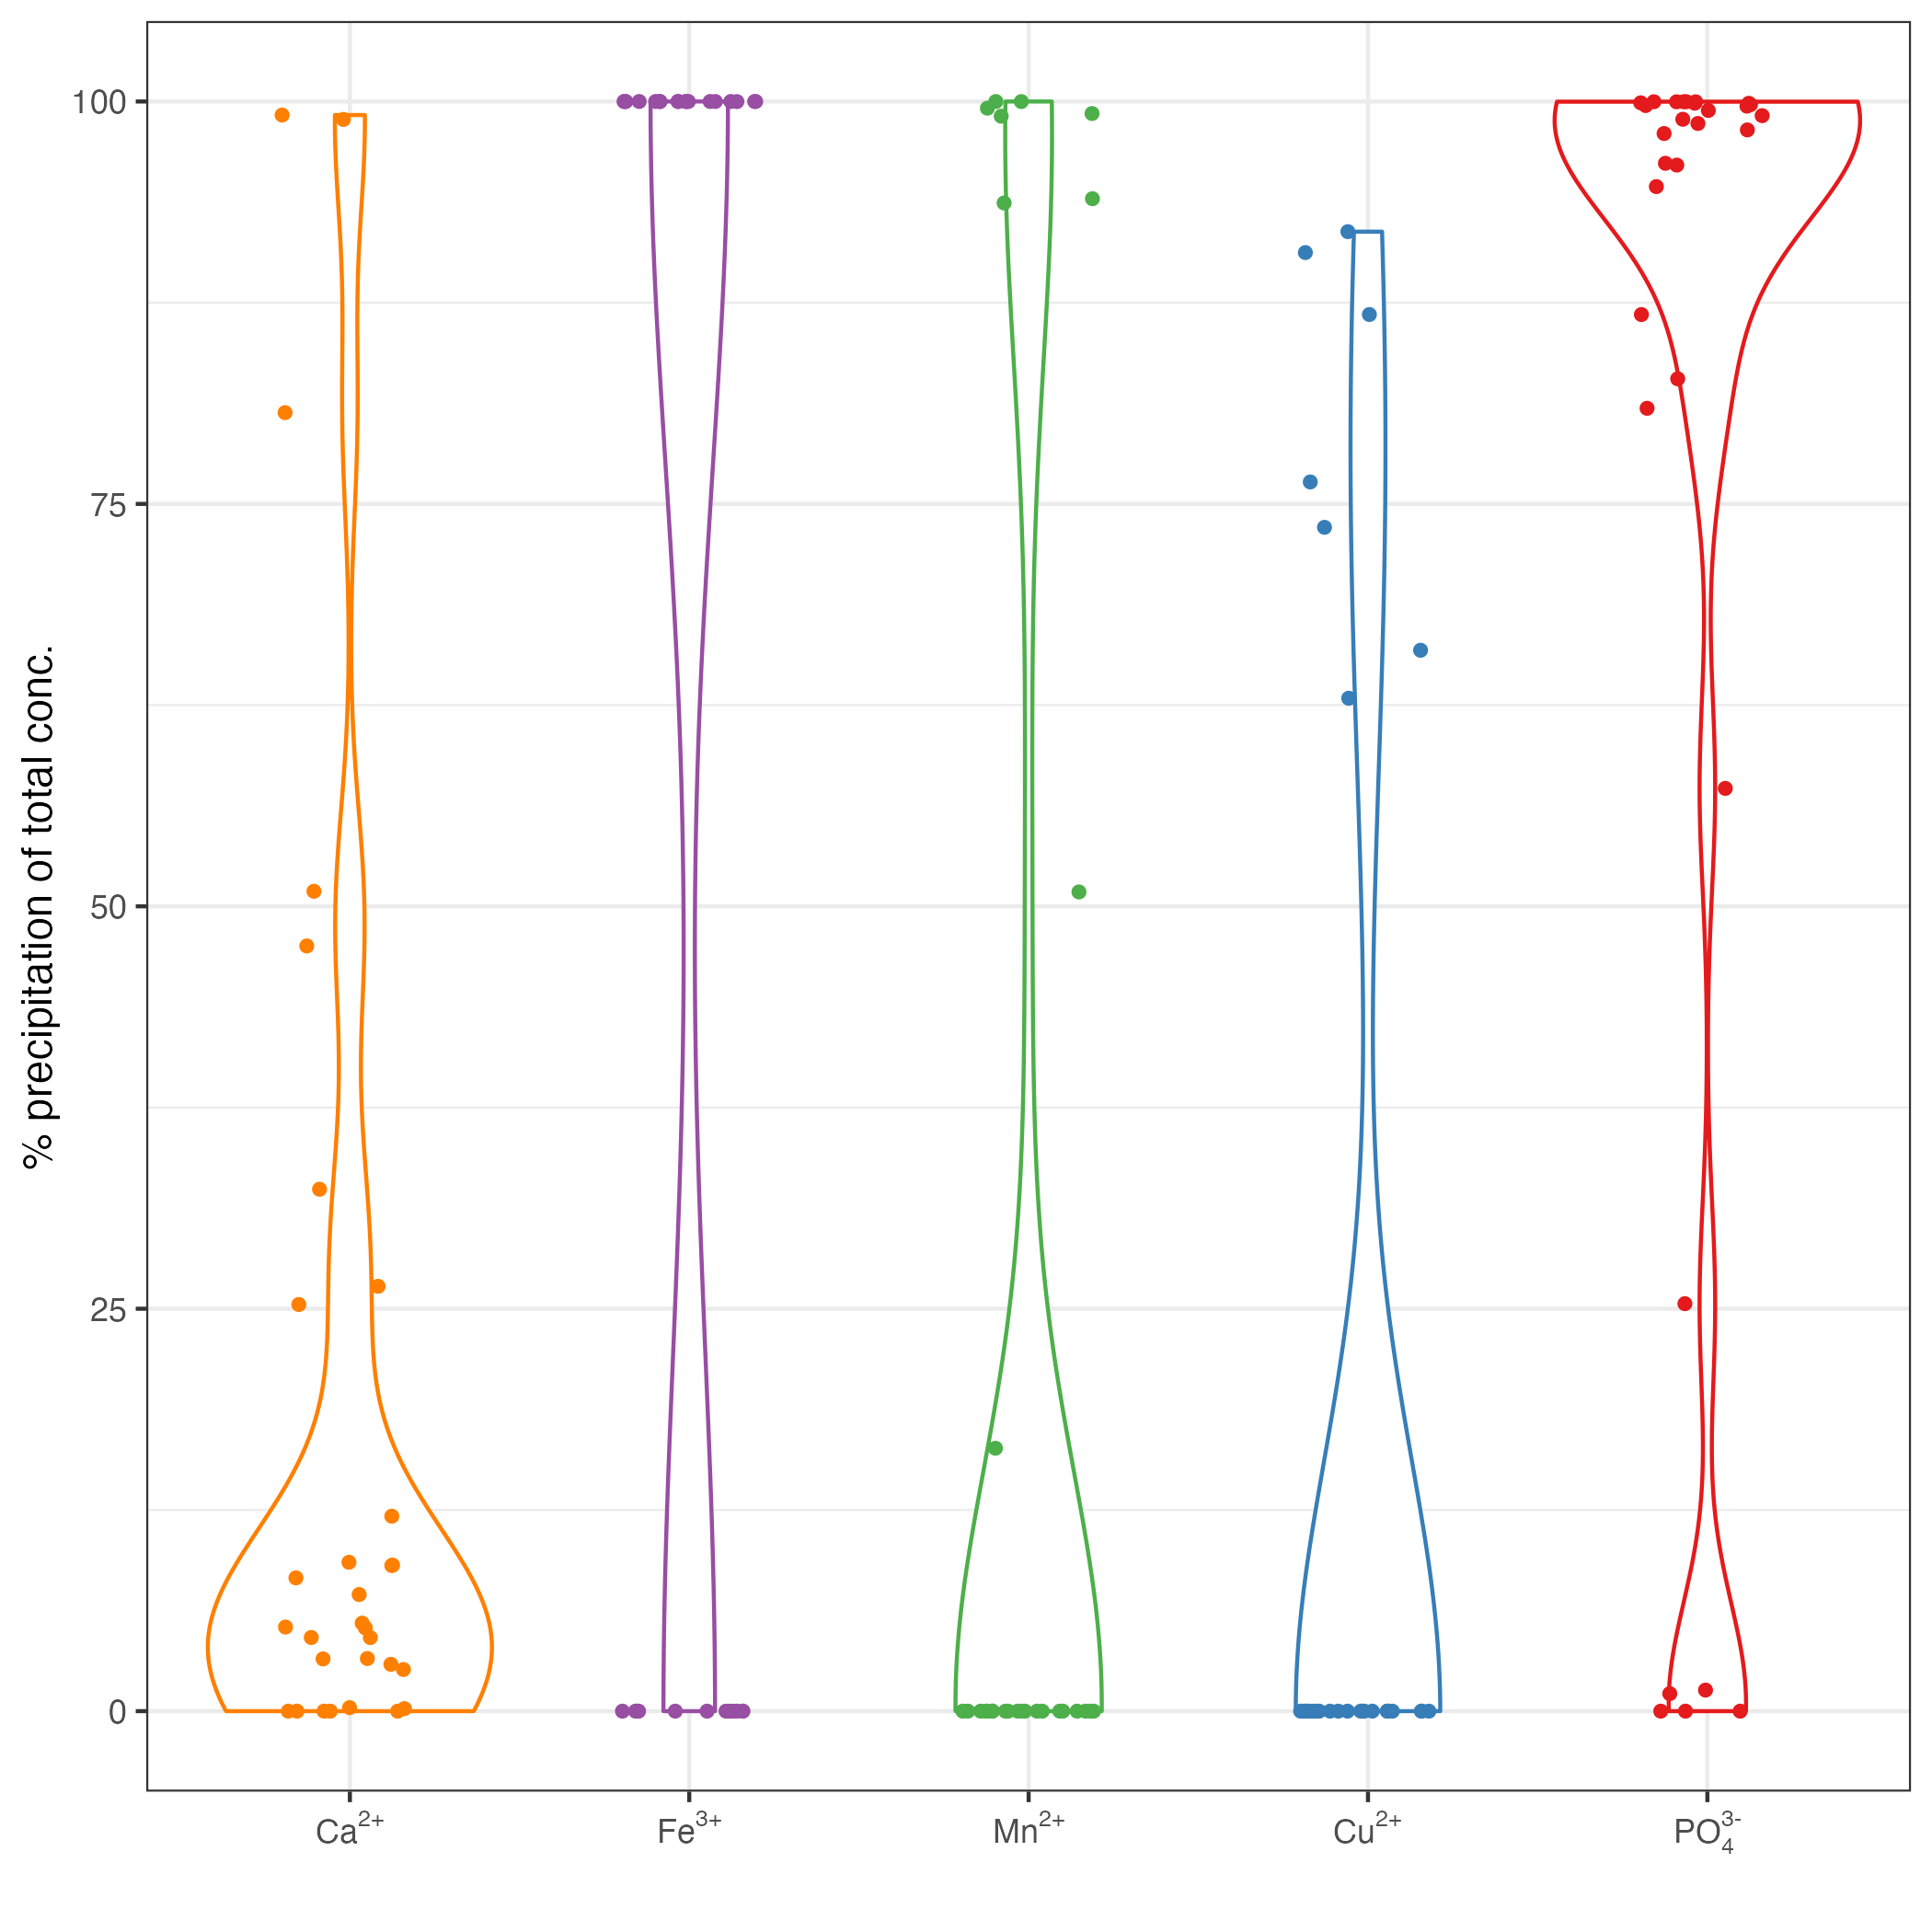 % precipitation of total conc.
100
75
50
25
0
Ca²⁺ Fe³⁺ Mn²⁺ Cu²⁺ PO₄³⁻